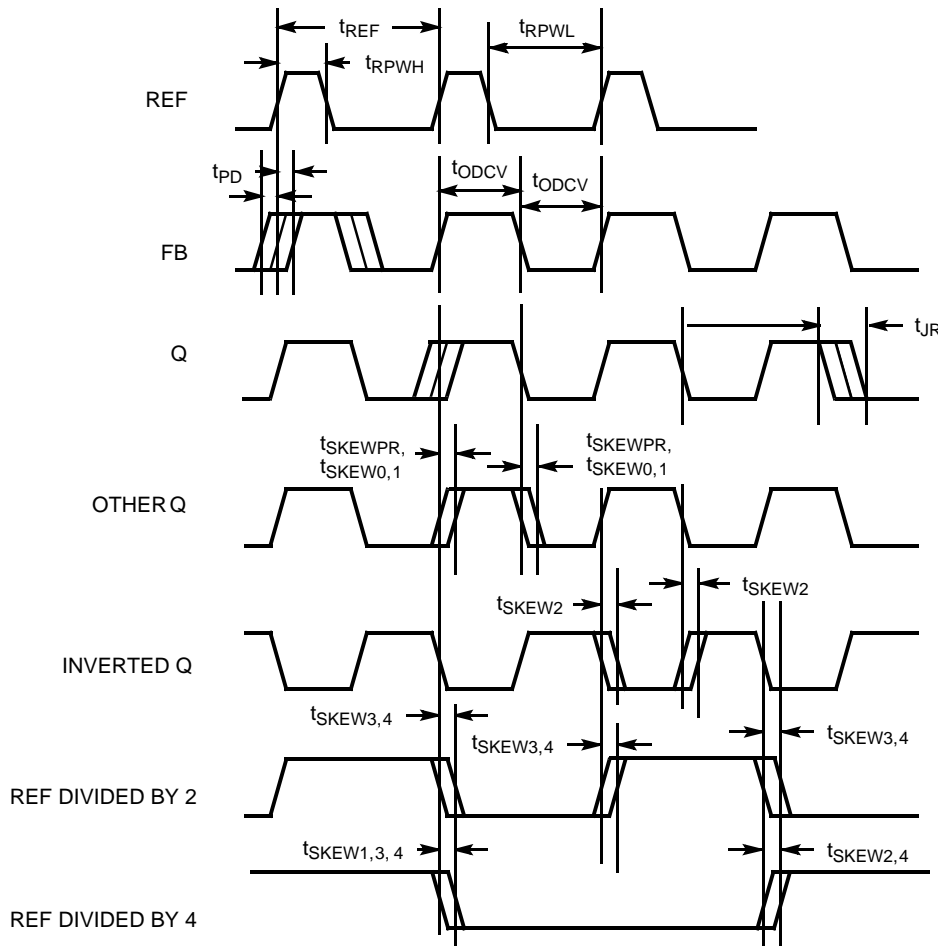 tREF
tRPWL
tRPWH
REF
tPD
tODCV
tODCV
FB
tJR
Q
tSKEWPR,
tSKEW0,1
tSKEWPR,
tSKEW0,1
OTHER Q
tSKEW2
tSKEW2
INVERTED Q
tSKEW3,4
tSKEW3,4
tSKEW3,4
REF DIVIDED BY 2
tSKEW1,3, 4
tSKEW2,4
REF DIVIDED BY 4